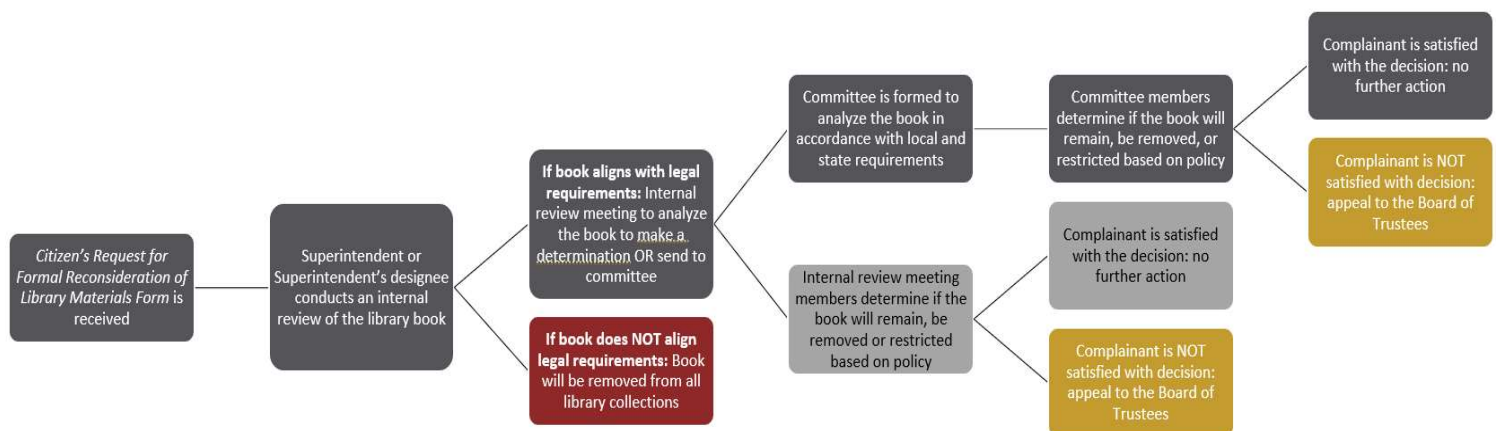 Citizen's Request for
Formal Reconsideration of
Library Materials Form is
received
Superintendent or
Superintendent's designee
conducts an internal
review of the library book
If book aligns with legal
requirements: Internal
review meeting to analyze
the book to make a
determination OR send to
committee
If book does NOT align
legal requirements: Book
will be removed from all
library collections
Committee is formed to
analyze the book in
accordance with local and
state requirements
Internal review meeting
members determine if the
book will remain, be
removed or restricted
based on policy
Committee members
determine if the book will
remain, be removed, or
restricted based on policy
Complainant is satisfied
with the decision: no
further action
Complainant is NOT
satisfied with decision:
appeal to the Board of
Trustees
Complainant is satisfied
with the decision: no
further action
Complainant is NOT
satisfied with decision:
appeal to the Board of
Trustees